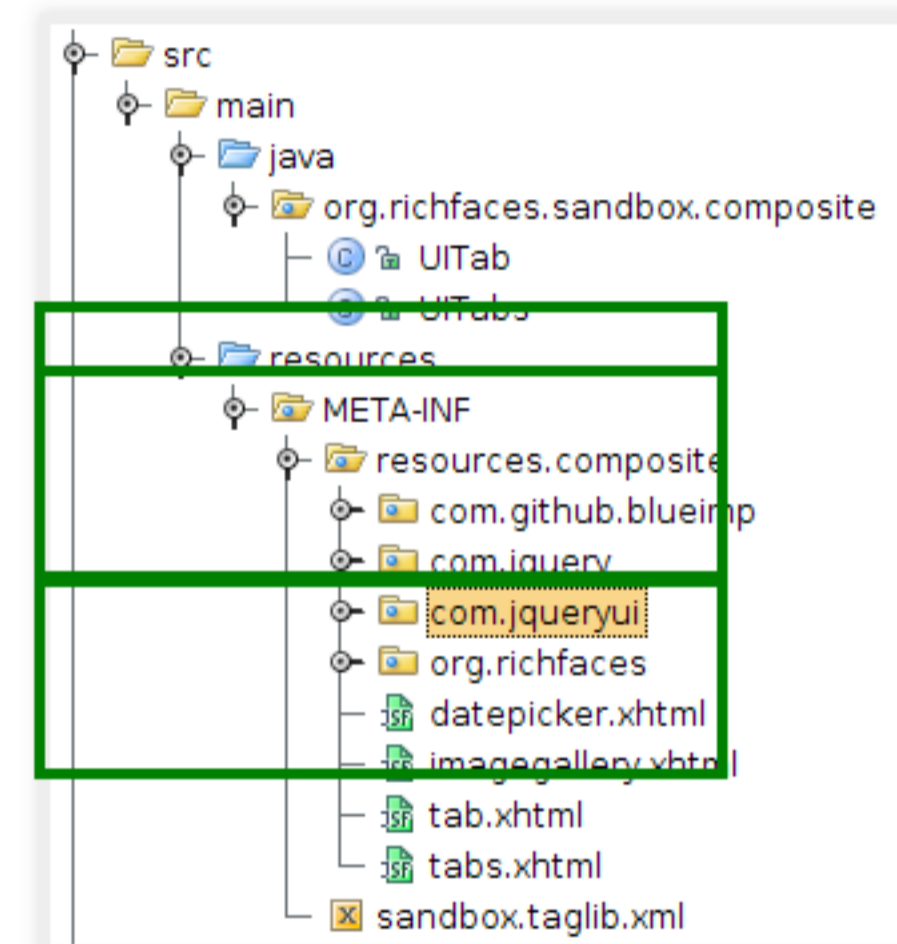 src
main
java
org.richfaces.sandbox.composite
UITab
UITabs
resources
META-INF
resources.composite
com.github.blueimp
com.jquery
com.jqueryui
org.richfaces
datepicker.xhtml
imagegallery.xhtml
tab.xhtml
tabs.xhtml
sandbox.taglib.xml